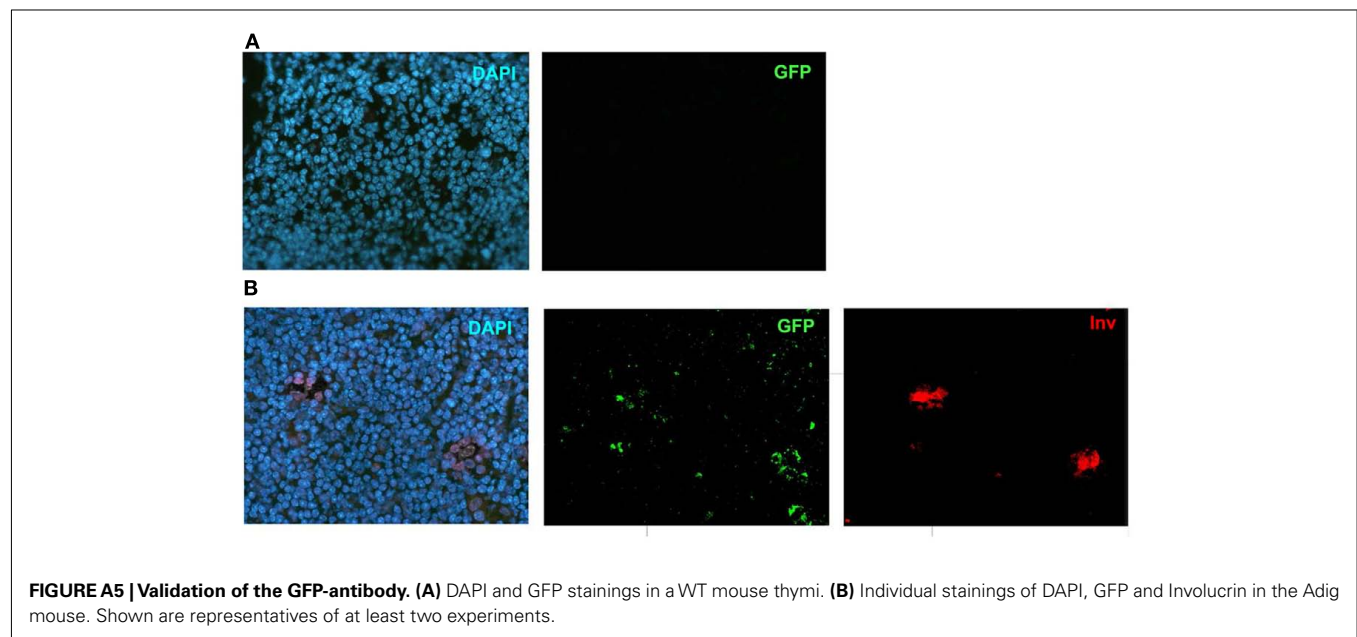 A
DAPI
GFP
B
DAPI
GFP
Inv
FIGURE A5 | Validation of the GFP-antibody. (A) DAPI and GFP stainings in a WT mouse thymi. (B) Individual stainings of DAPI, GFP and Involucrin in the Adig
mouse. Shown are representatives of at least two experiments.